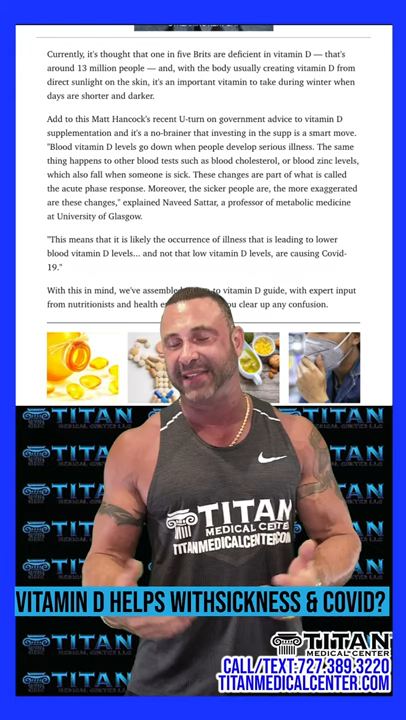 Currently, it's thought that one in five Brits are deficient in vitamin D — that's
around 13 million people — and, with the body usually creating vitamin D from
direct sunlight on the skin, it's an important vitamin to take during winter when
days are shorter and darker.
Add to this Matt Hancock's recent U-turn on government advice to vitamin D
supplementation and it's a no-brainer that investing in the supp is a smart move.
"Blood vitamin D levels go down when people develop serious illness. The same
thing happens to other blood tests such as blood cholesterol, or blood zinc levels,
which also fall when someone is sick. These changes are part of what is called
the acute phase response. Moreover, the sicker people are, the more exaggerated
are these changes," explained Naveed Sattar, a professor of metabolic medicine
at University of Glasgow.
"This means that it is likely the occurrence of illness that is leading to lower
blood vitamin D levels... and not that low vitamin D levels, are causing Covid-
19."
With this in mind, we've assembled to vitamin D guide, with expert input
from nutritionists and health you clear up any confusion.
TITAN
MEDICAL CENTER
TITANMEDICALCENTER.COM
VITAMIN D HELPS WITHSICKNESS & COVID?
TITAN
MEDICAL CENTER
CALL/TEXT:727.389.3220
TITANMEDICALCENTER.COM